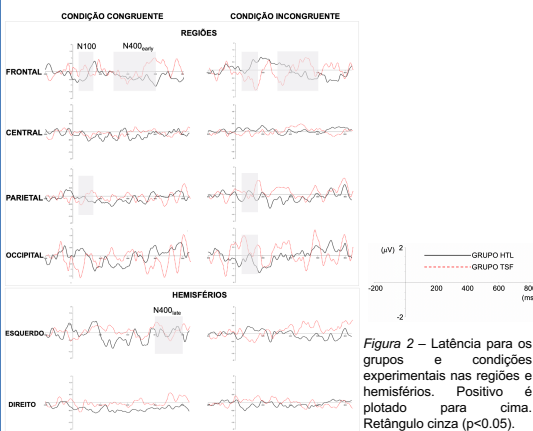 CONDIÇÃO CONGRUENTE CONDIÇÃO INCONGRUENTE
REGIÕES
N100 N400early
FRONTAL
CENTRAL
PARIETAL
OCCIPITAL
HEMISFÉRIOS
N400late
ESQUERDO
DIREITO
(μV) 2
GRUPO HTL
GRUPO TSF
-200 200 400 600 800
(ms
-2
Figura 2 – Latência para os
grupos e condições
experimentais nas regiões e
hemisférios. Positivo é
plotado para cima.
Retângulo cinza (p<0.05).